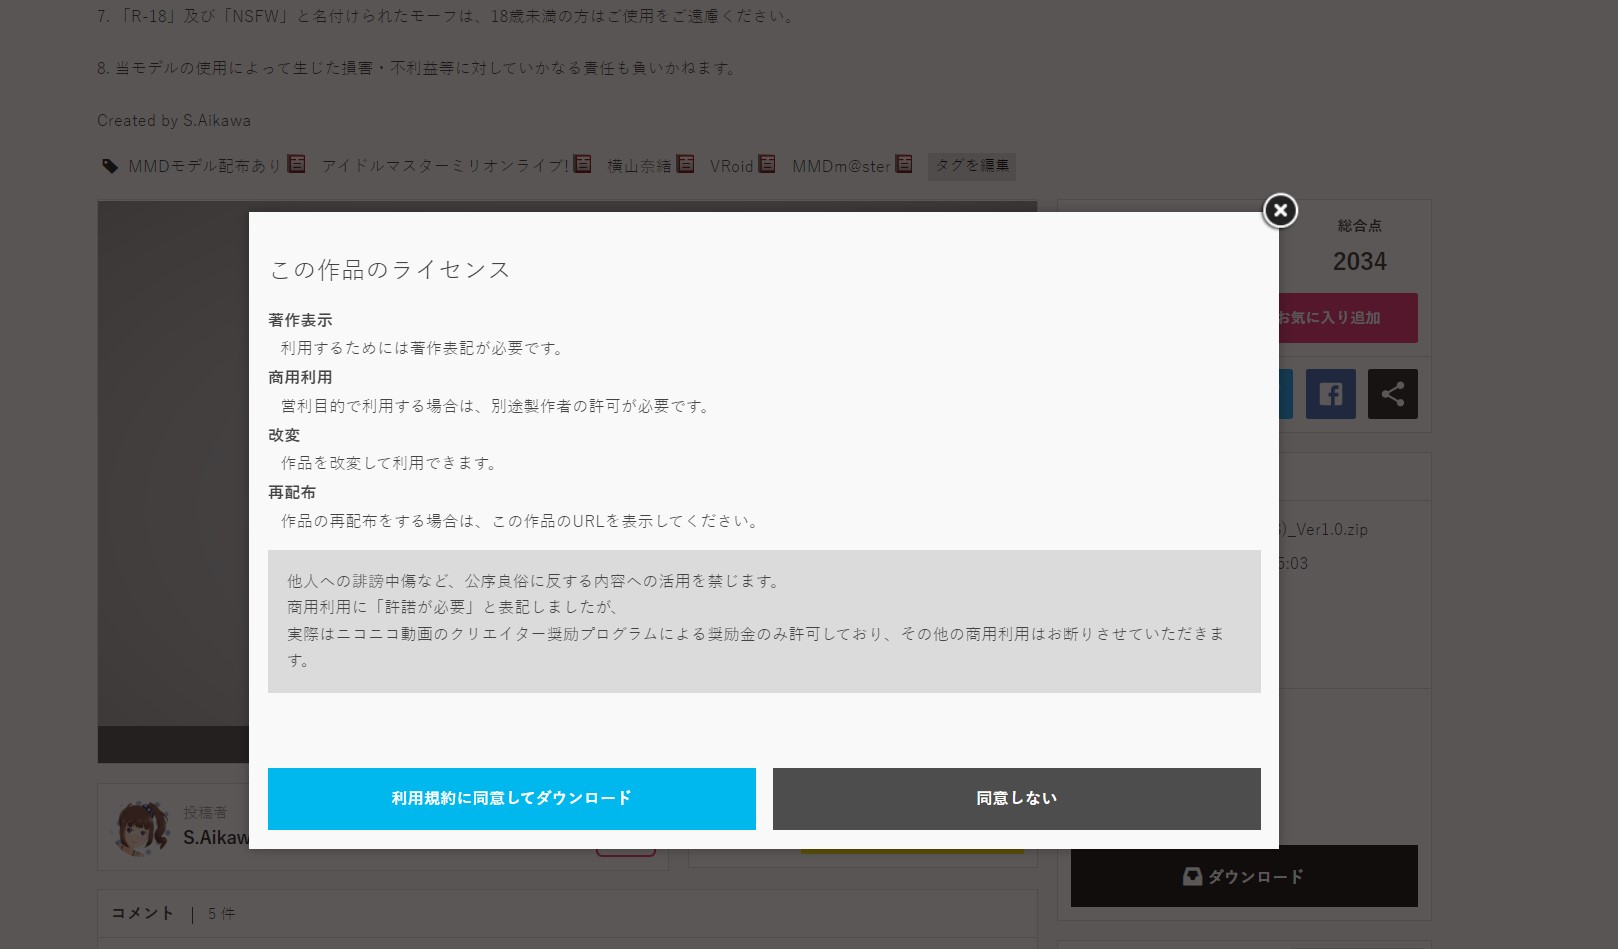 7. 「R-18」及び「NSFW」と名付けられたモーフは、18歳未満の方はご使用をご遠慮ください。
8. 当モデルの使用によって生じた損害・不利益等に対していかなる責任も負いかねます。
Created by S.Aikawa
MMDモデル配布あり アイドルマスターミリオンライブ! 横山奈緒 VRoid MMDm@ster タグを編集
総合点
2034
お気に入り追加
この作品のライセンス
著作表示
利用するためには著作表記が必要です。
商用利用
営利目的で利用する場合は、別途製作者の許可が必要です。
改変
作品を改変して利用できます。
再配布
作品の再配布をする場合は、この作品のURLを表示してください。
他人への誹謗中傷など、公序良俗に反する内容への活用を禁じます。
商用利用に「許諾が必要」と表記しましたが、
実際はニコニコ動画のクリエイター奨励プログラムによる奨励金のみ許可しており、その他の商用利用はお断りさせていただきま
す。
利用規約に同意してダウンロード
同意しない
)_Ver1.0.zip
5:03
投稿者
S.Aikaw
ダウンロード
コメント | 5 件